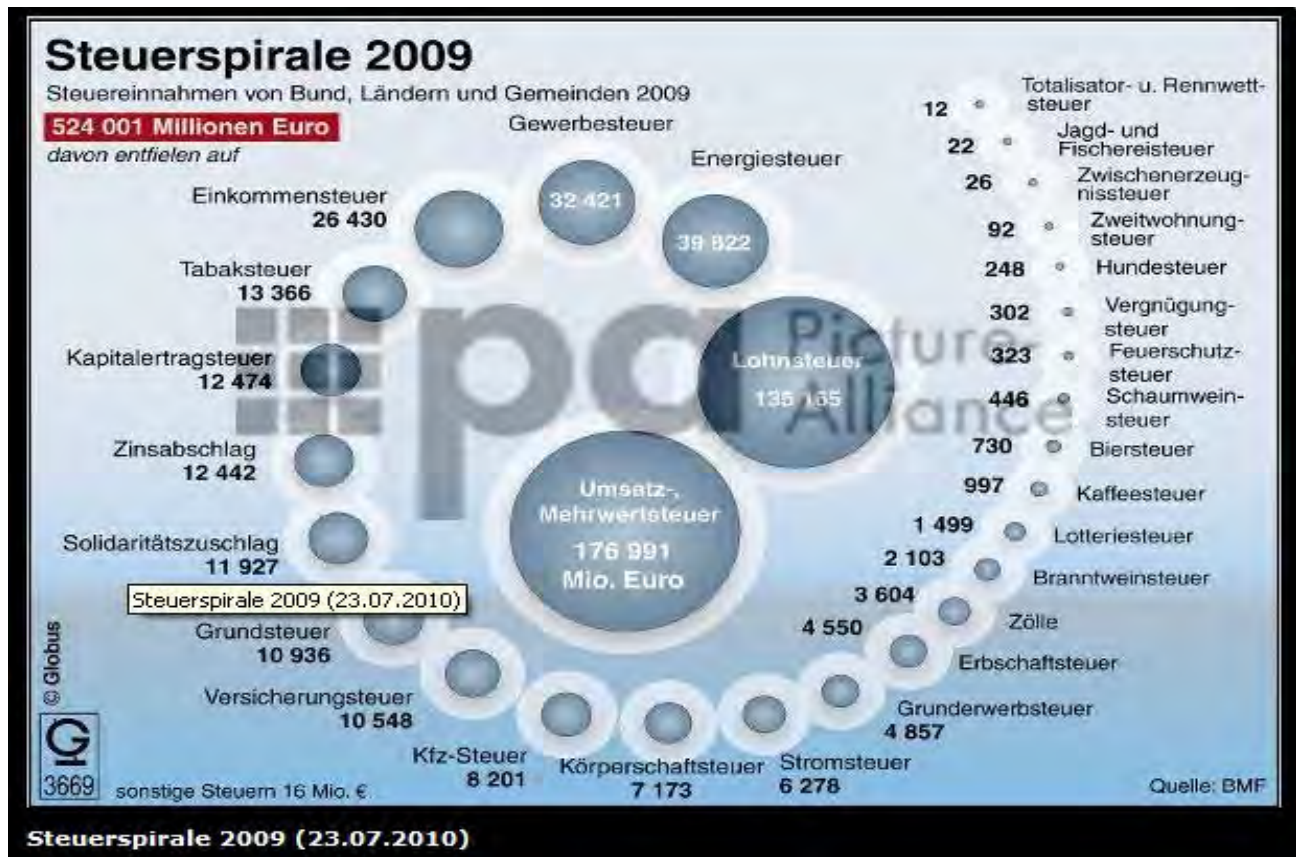 Steuerspirale 2009
Steuereinnahmen von Bund, Ländern und Gemeinden 2009
524 001 Millionen Euro
davon entfielen auf
Umsatz-,
Mehrwertsteuer
176 991
Mio. Euro
Lohnsteuer
135 165
Energiesteuer
39 822
Gewerbesteuer
32 421
Einkommensteuer
26 430
Tabaksteuer
13 366
Kapitalertragsteuer
12 474
Zinsabschlag
12 442
Solidaritätszuschlag
11 927
Steuerspirale 2009 (23.07.2010)
Grundsteuer
10 936
Versicherungsteuer
10 548
Kfz-Steuer
8 201
Körperschaftsteuer
7 173
Stromsteuer
6 278
Grunderwerbsteuer
4 857
4 550
Erbschaftsteuer
3 604
Zölle
2 103
Branntweinsteuer
1 499
Lotteriesteuer
997
Kaffeesteuer
730
Biersteuer
446
Schaumwein-
steuer
323
Feuerschutz-
steuer
302
Vergnügung-
steuer
248
Hundesteuer
92
Zweitwohnung-
steuer
26
Zwischenerzeug-
nissteuer
22
Jagd- und
Fischereisteuer
12
Totalisator- u. Rennwett-
steuer
pa Picture-
Alliance
© Globus
G
3669
sonstige Steuern 16 Mio. €
Quelle: BMF
Steuerspirale 2009 (23.07.2010)